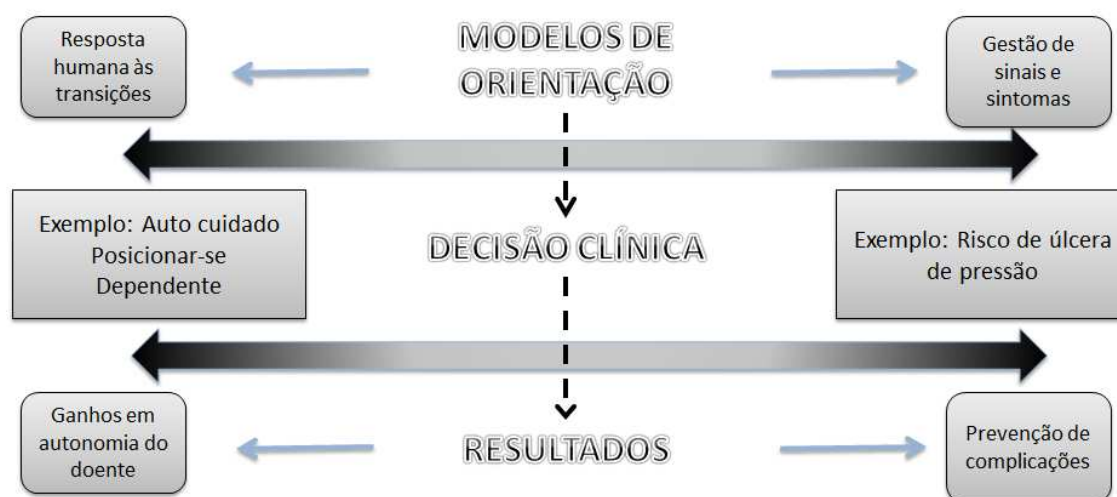 Resposta
humana às
transições
MODELOS DE
ORIENTAÇÃO
Gestão de
sinais e
sintomas
Exemplo: Auto cuidado
Posicionar-se
Dependente
DECISÃO CLÍNICA
Exemplo: Risco de úlcera
de pressão
Ganhos em
autonomia do
doente
RESULTADOS
Prevenção de
complicações